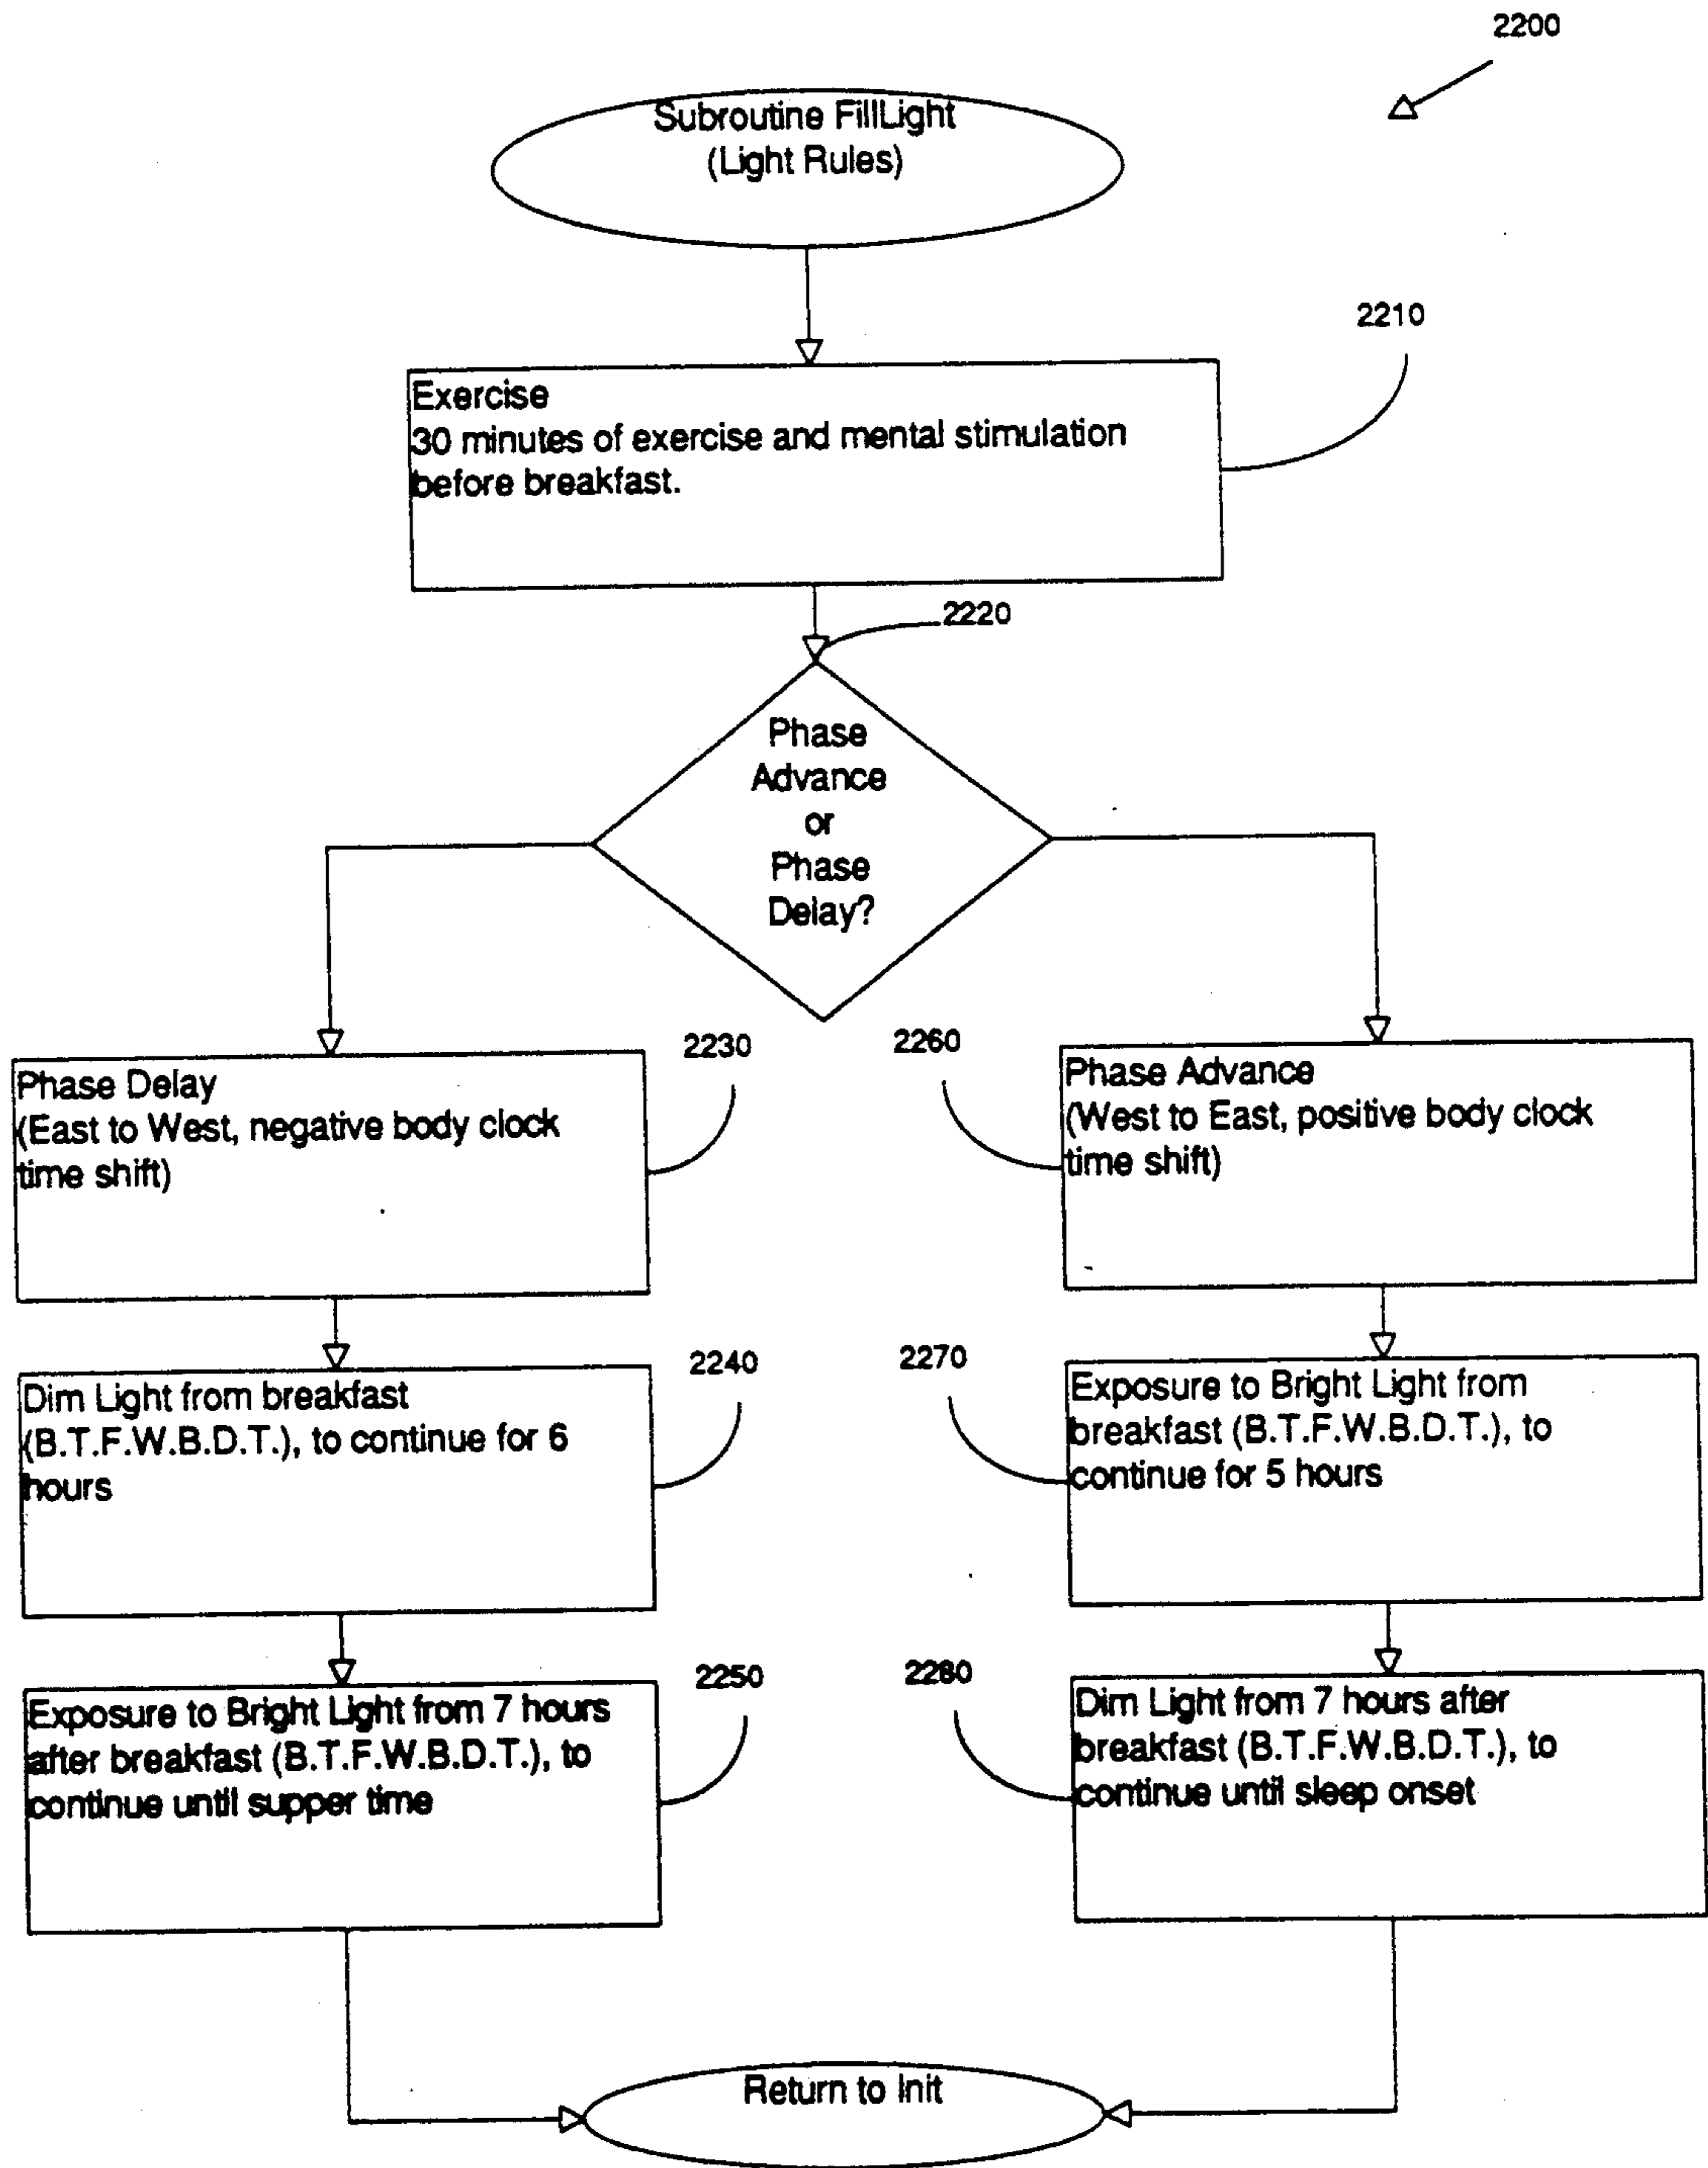 2200
Subroutine FillLight
(Light Rules)
2210
Exercise
30 minutes of exercise and mental stimulation
before breakfast.
2220
Phase
Advance
or
Phase
Delay?
2230
Phase Delay
(East to West, negative body clock
time shift)
2260
Phase Advance
(West to East, positive body clock
time shift)
2240
Dim Light from breakfast
(B.T.F.W.B.D.T.), to continue for 6
hours
2270
Exposure to Bright Light from
breakfast (B.T.F.W.B.D.T.), to
continue for 5 hours
2250
Exposure to Bright Light from 7 hours
after breakfast (B.T.F.W.B.D.T.), to
continue until supper time
2280
Dim Light from 7 hours after
breakfast (B.T.F.W.B.D.T.), to
continue until sleep onset
Return to Init